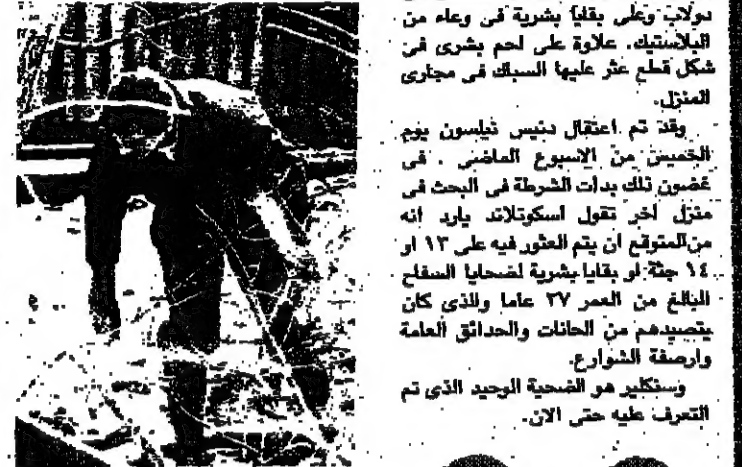 دولاب وعلى بقايا بشرية فى وعاء من
البلاستيك. علاوة على لحم بشرى فى
شكل قطع عثر عليها السباك فى مجارى
المنزل.
وقد تم اعتقال دنيس نيلسون يوم
الخميس من الاسبوع الماضى . فى
غضون ذلك بدأت الشرطة فى البحث فى
منزل اخر تقول اسكوتلاند يارد انه
من المتوقع ان يتم العثور فيه على ١٣ او
١٤ جثة او بقايا بشرية لضحايا السفاح
البالغ من العمر ٣٧ عاما والذى كان
يتصيدهم من الحانات والحدائق العامة
وارصفة الشوارع.
وسنكلير هو الضحية الوحيد الذى تم
التعرف عليه حتى الان.